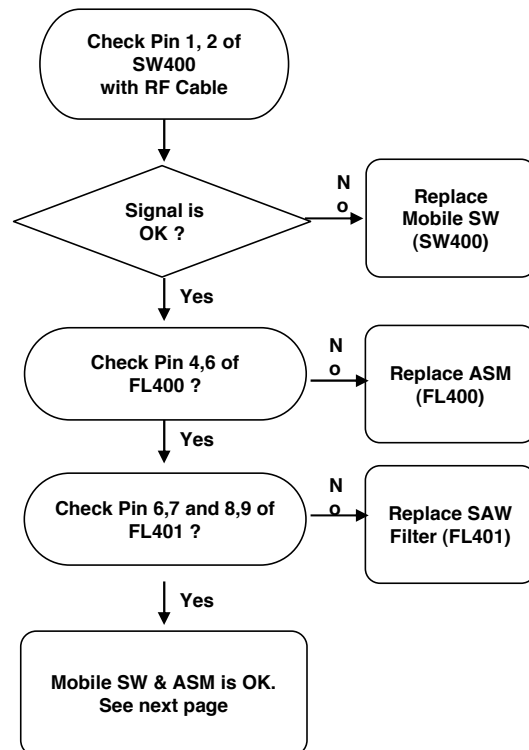 Check Pin 1, 2 of
SW400
with RF Cable
Signal is
OK ?
N
o
Replace
Mobile SW
(SW400)
Yes
Check Pin 4,6 of
FL400 ?
N
o
Replace ASM
(FL400)
Yes
Check Pin 6,7 and 8,9 of
FL401 ?
N
o
Replace SAW
Filter (FL401)
Yes
Mobile SW & ASM is OK.
See next page